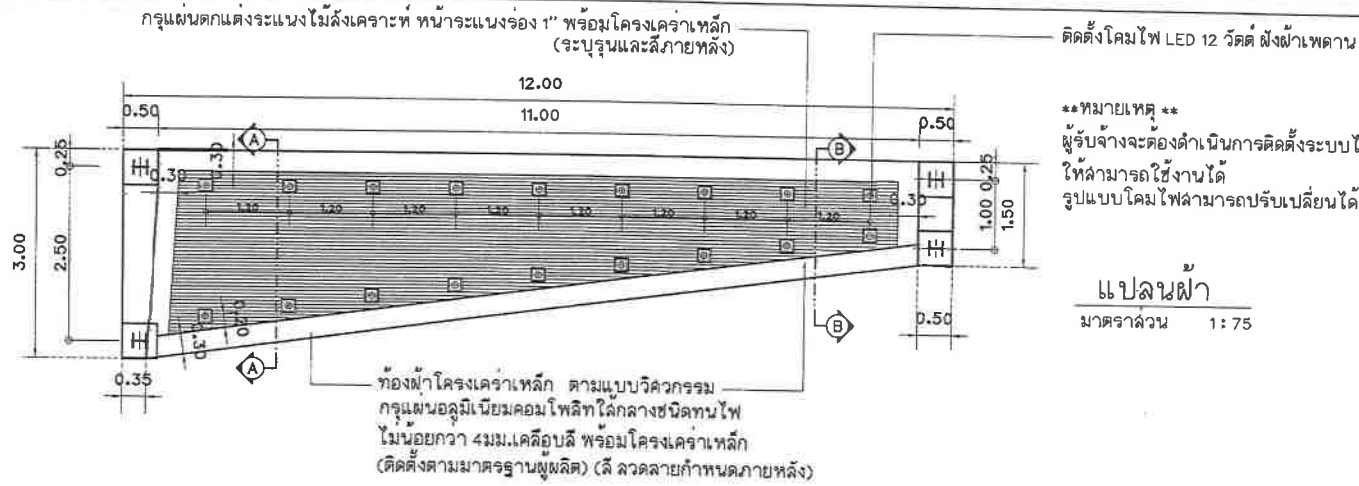 กรุแผ่นตกแต่งระแนงไม้สังเคราะห์ หน้าระแนงร่อง 1" พร้อมโครงเคร่าเหล็ก
(ระบุรุ่นและสีภายหลัง)
ติดตั้งโคมไฟ LED 12 วัตต์ ฝังฝ้าเพดาน
12.00
0.50
11.00
0.50
**หมายเหตุ **
ผู้รับจ้างจะต้องดำเนินการติดตั้งระบบไ
ให้สามารถใช้งานได้
รูปแบบโคมไฟสามารถปรับเปลี่ยนได้
A
B
0.25
0.30
0.30
0.25
1.20
1.20
1.20
1.20
1.20
1.20
1.20
1.20
0.30
3.00
2.50
1.00
1.50
0.20
0.30
A
B
0.35
0.50
แปลนฝ้า
มาตราส่วน 1:75
ท้องฝ้าโครงเคร่าเหล็ก ตามแบบวิศวกรรม
กรุแผ่นอลูมิเนียมคอมโพสิทใส้กลางชนิดทนไฟ
ไม่น้อยกว่า 4มม.เคลือบสี พร้อมโครงเคร่าเหล็ก
(ติดตั้งตามมาตรฐานผู้ผลิต) (สี ลวดลายกำหนดภายหลัง)